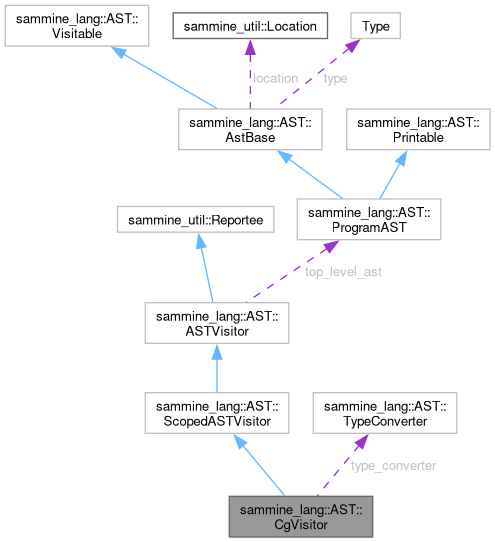 sammine_lang::AST::
Visitable
sammine_util::Location
Type
location
type
sammine_lang::AST::
AstBase
sammine_lang::AST::
Printable
sammine_util::Reportee
sammine_lang::AST::
ProgramAST
top_level_ast
sammine_lang::AST::
ASTVisitor
sammine_lang::AST::
ScopedASTVisitor
sammine_lang::AST::
TypeConverter
type_converter
sammine_lang::AST::
CgVisitor